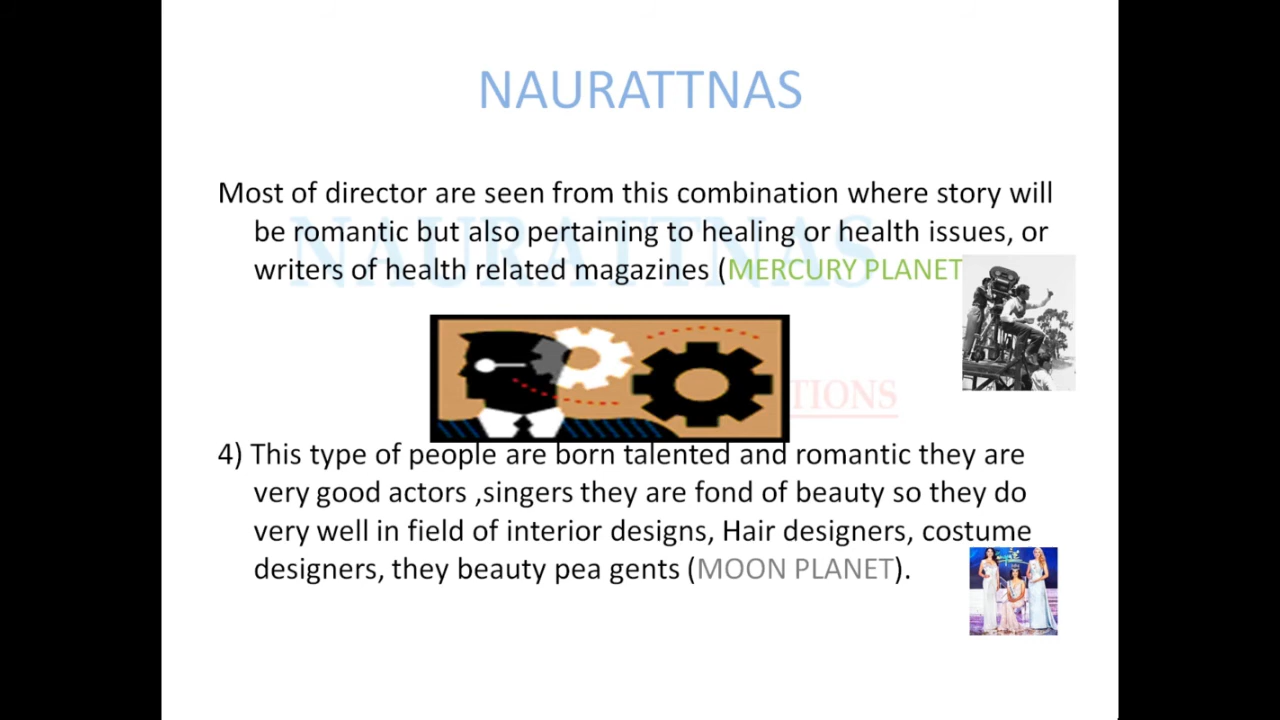 NAURATTNAS
Most of director are seen from this combination where story will
be romantic but also pertaining to healing or health issues, or
writers of health related magazines (MERCURY PLANET
NAURATTNAS
TIONS
4) This type of people are born talented and romantic they are
very good actors ,singers they are fond of beauty so they do
very well in field of interior designs, Hair designers, costume
designers, they beauty pea gents (MOON PLANET).